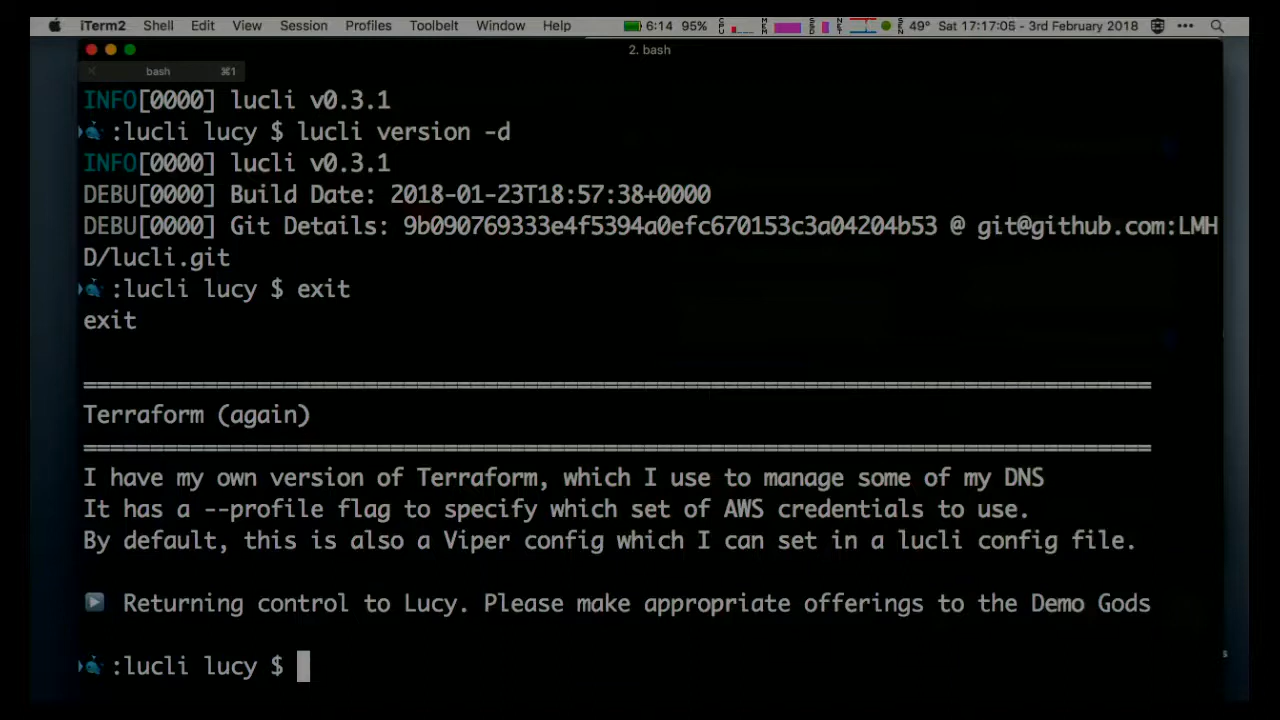 iTerm2 Shell Edit View Session Profiles Toolbelt Window Help 6:14 95% 49° Sat 17:17:05 - 3rd February 2018
2. bash
bash ⌘1
INFO[0000] lucli v0.3.1
:lucli lucy $ lucli version -d
INFO[0000] lucli v0.3.1
DEBU[0000] Build Date: 2018-01-23T18:57:38+0000
DEBU[0000] Git Details: 9b090769333e4f5394a0efc670153c3a04204b53 @ git@github.com:LMH
D/lucli.git
:lucli lucy $ exit
exit
Terraform (again)
I have my own version of Terraform, which I use to manage some of my DNS
It has a --profile flag to specify which set of AWS credentials to use.
By default, this is also a Viper config which I can set in a lucli config file.
Returning control to Lucy. Please make appropriate offerings to the Demo Gods
:lucli lucy $